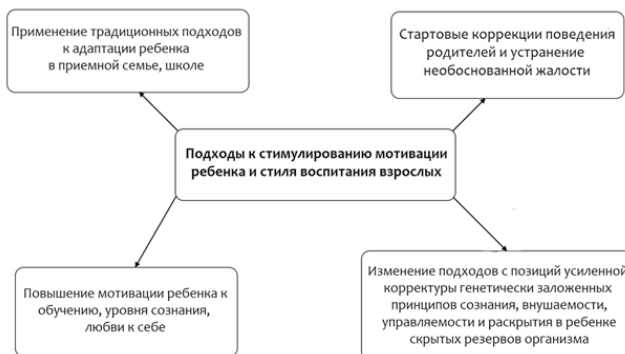 Применение традиционных подходов
к адаптации ребенка
в приемной семье, школе
Стартовые коррекции поведения
родителей и устранение
необоснованной жалости
Подходы к стимулированию мотивации
ребенка и стиля воспитания взрослых
Повышение мотивации ребенка к
обучению, уровня сознания,
любви к себе
Изменение подходов с позиций усиленной
корректуры генетически заложенных
принципов сознания, внушаемости,
управляемости и раскрытия в ребенке
скрытых резервов организма